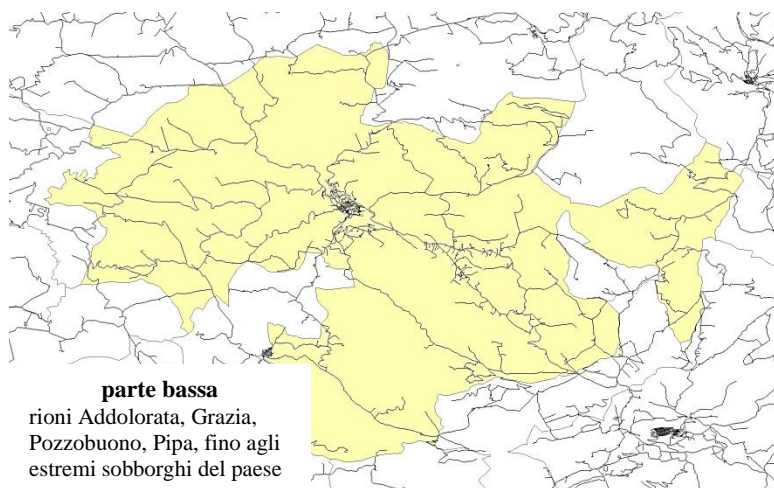 parte bassa
rioni Addolorata, Grazia,
Pozzobuono, Pipa, fino agli
estremi sobborghi del paese